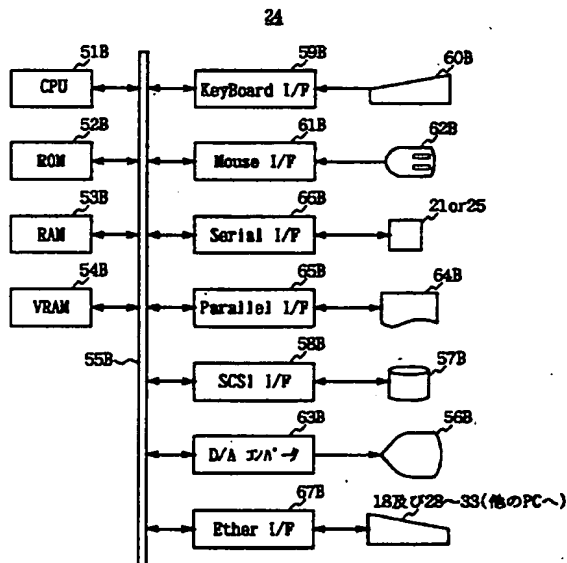 24
51B
CPU
52B
ROM
53B
RAM
54B
VRAM
55B
59B
KeyBoard I/F
60B
61B
Mouse I/F
62B
66B
Serial I/F
21or25
65B
Parallel I/F
64B
58B
SCSI I/F
57B
63B
D/A コンバータ
56B
67B
Ether I/F
18及び28~33(他のPCへ)